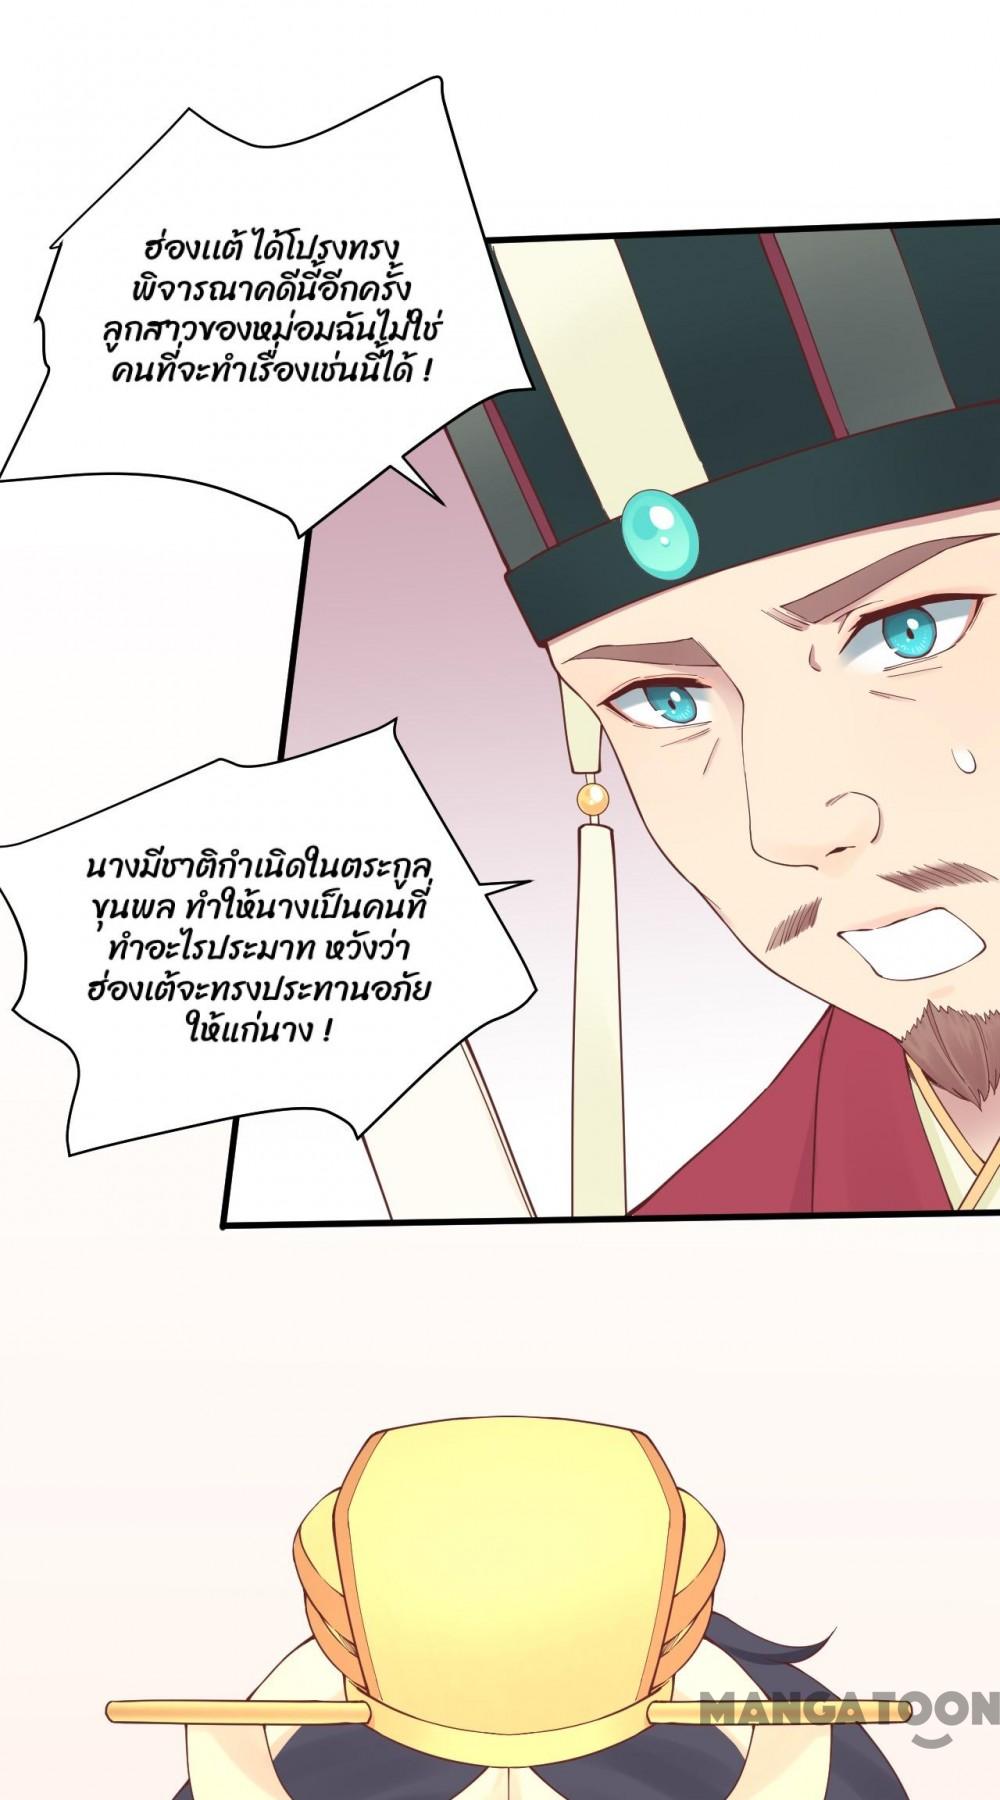 ฮ่องแต้ ได้โปรงทรง
พิจารณาคดีนี้อีกครั้ง
ลูกสาวของหม่อมฉันไม่ใช่
คนที่จะทำเรื่องเช่นนี้ได้ !
นางมีชาติกำเนิดในตระกูล
ขุนพล ทำให้นางเป็นคนที่
ทำอะไรประมาท หวังว่า
ฮ่องเต้จะทรงประทานอภัย
ให้แก่นาง !
MANGATOON